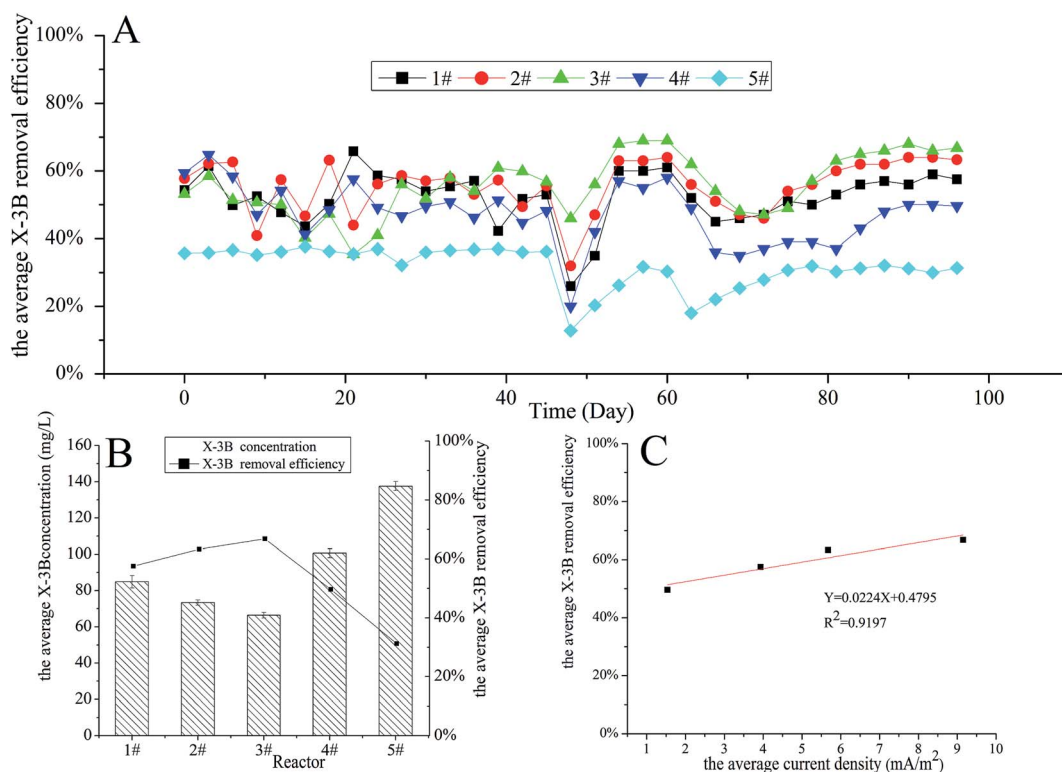 A
the average X-3B removal efficiency
100%
80%
60%
40%
20%
0%
1# 2# 3# 4# 5#
0 20 40 60 80 100
Time (Day)
B
the average X-3Bconcentration (mg/L)
160
140
120
100
80
60
40
20
0
X-3B concentration
X-3B removal efficiency
100%
80%
60%
40%
20%
0%
the average X-3B removal efficiency
1# 2# 3# 4# 5#
Reactor
C
the average X-3B removal efficiency
100%
80%
60%
40%
20%
0%
Y=0.0224X+0.4795
R²=0.9197
1 2 3 4 5 6 7 8 9 10
the average current density (mA/m²)